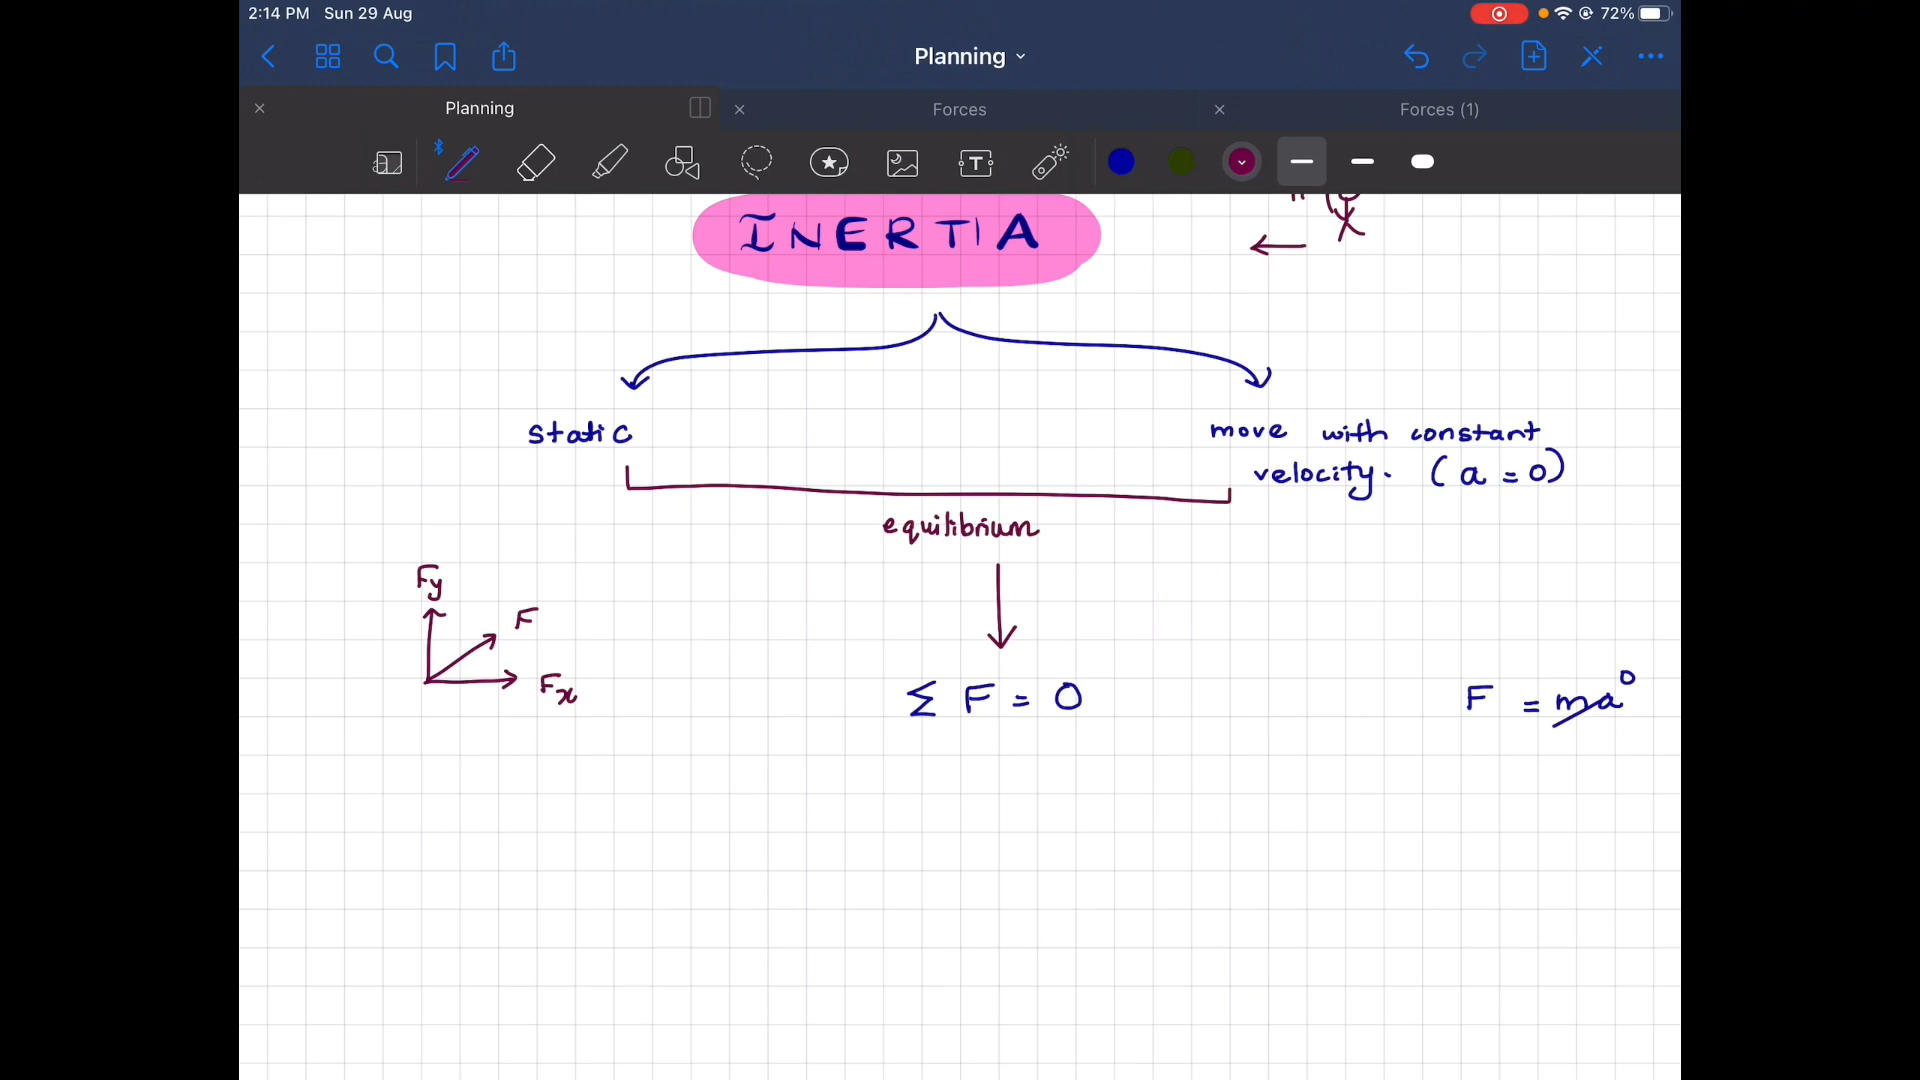 2:14 PM Sun 29 Aug
72%
Planning
Planning
Forces
Forces (1)
T
INERTIA
static
move with constant
velocity. (a = 0)
equilibrium
Fy
F
Fx
Σ F = 0
F = ma 0